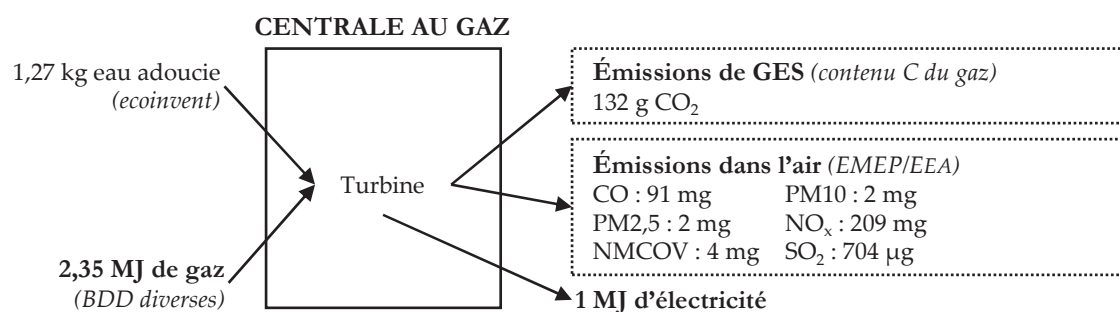 CENTRALE AU GAZ
1,27 kg eau adoucie
(ecoinvent)
Turbine
2,35 MJ de gaz
(BDD diverses)
Émissions de GES (contenu C du gaz)
132 g CO₂
Émissions dans l'air (EMEP/EEA)
CO : 91 mg PM10 : 2 mg
PM2,5 : 2 mg NOₓ : 209 mg
NMCOV : 4 mg SO₂ : 704 µg
1 MJ d'électricité